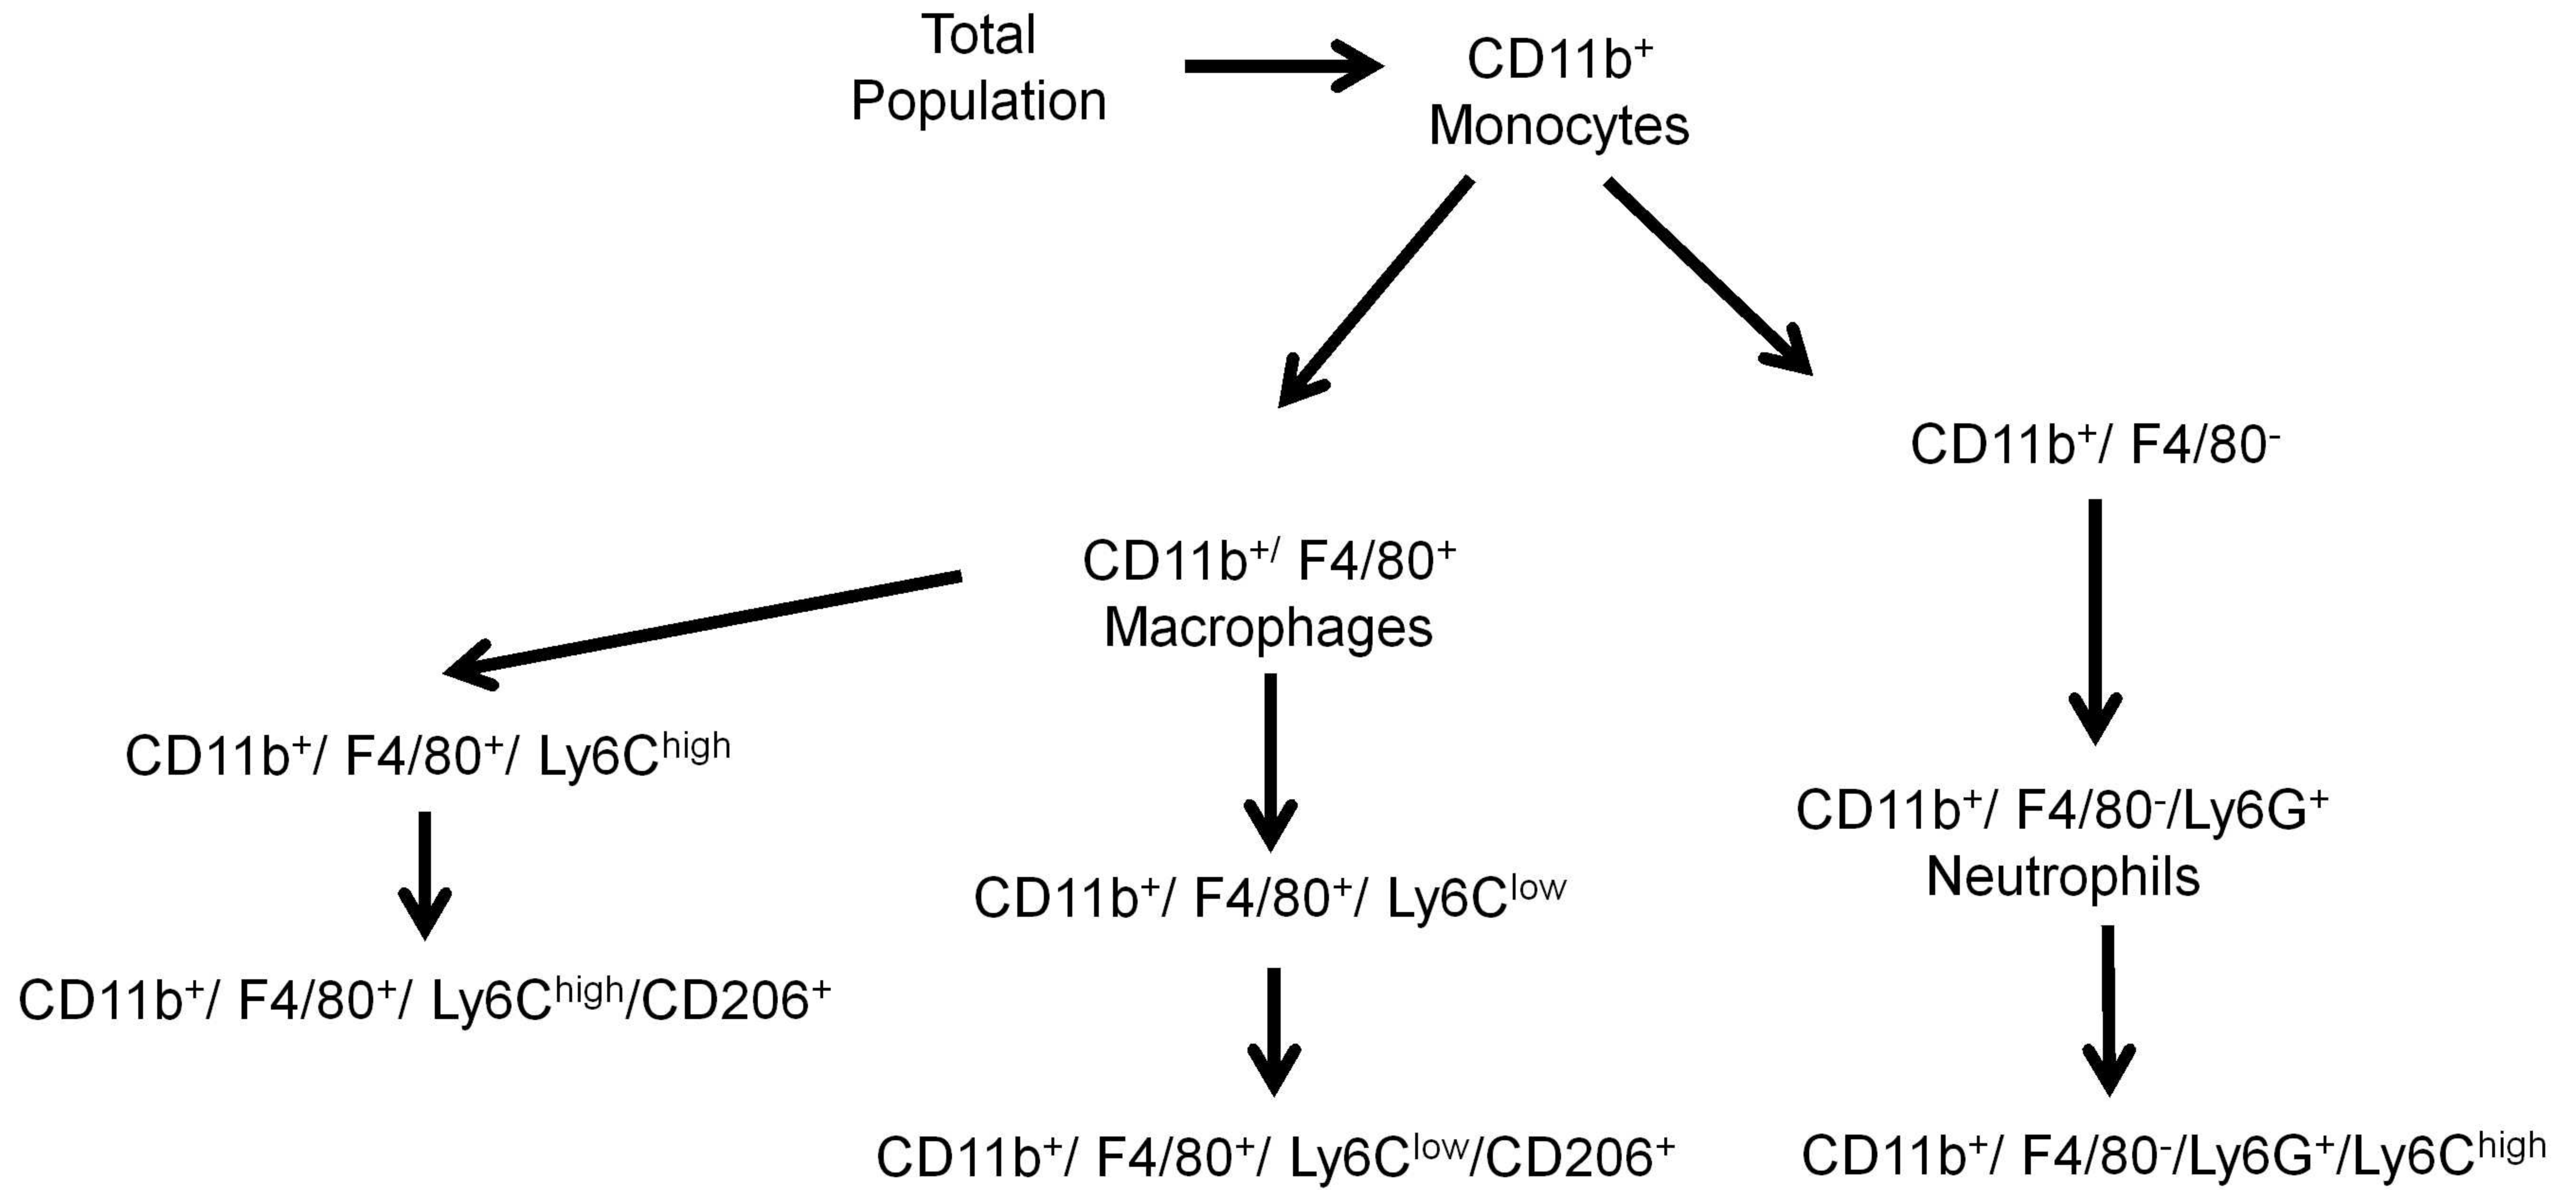 Total
Population
CD11b⁺
Monocytes
CD11b⁺/ F4/80⁻
CD11b⁺ᐟ F4/80⁺
Macrophages
CD11b⁺/ F4/80⁺/ Ly6Cʰⁱᵍʰ
CD11b⁺/ F4/80⁻/Ly6G⁺
Neutrophils
CD11b⁺/ F4/80⁺/ Ly6Cˡᵒʷ
CD11b⁺/ F4/80⁺/ Ly6Cʰⁱᵍʰ/CD206⁺
CD11b⁺/ F4/80⁺/ Ly6Cˡᵒʷ/CD206⁺
CD11b⁺/ F4/80⁻/Ly6G⁺/Ly6Cʰⁱᵍʰ